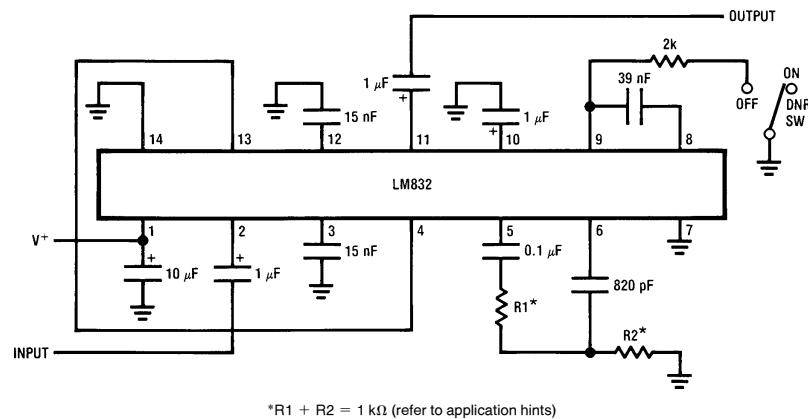 OUTPUT
2k
39 nF
ON
OFF
DNR
SW
1 μF
+
15 nF
1 μF
+
14
13
12
11
10
9
8
LM832
1
2
3
4
5
6
7
V+
+
10 μF
+
1 μF
15 nF
0.1 μF
820 pF
R1*
R2*
INPUT
*R1 + R2 = 1 kΩ (refer to application hints)